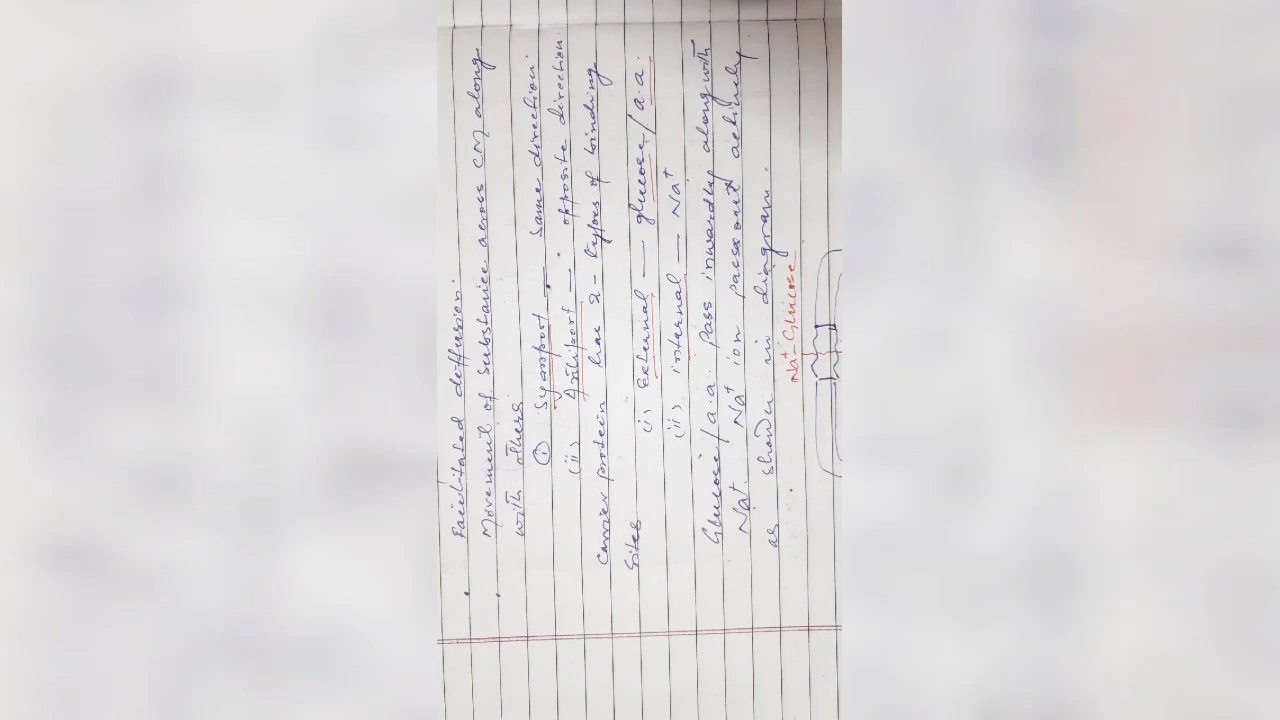 • Facilitated diffusion.
• Movement of substance across CM along
with others
(i) Symport — same direction.
(ii) Antiport — opposite direction.
Carrier protein has 2- types of binding
sites
(i) External — glucose / a.a.
(ii) internal — Na+
Glucose / a.a. pass inwardly along with
Na+. Na+ ion pass out actively
as shown in diagram.
Na+-Glucose